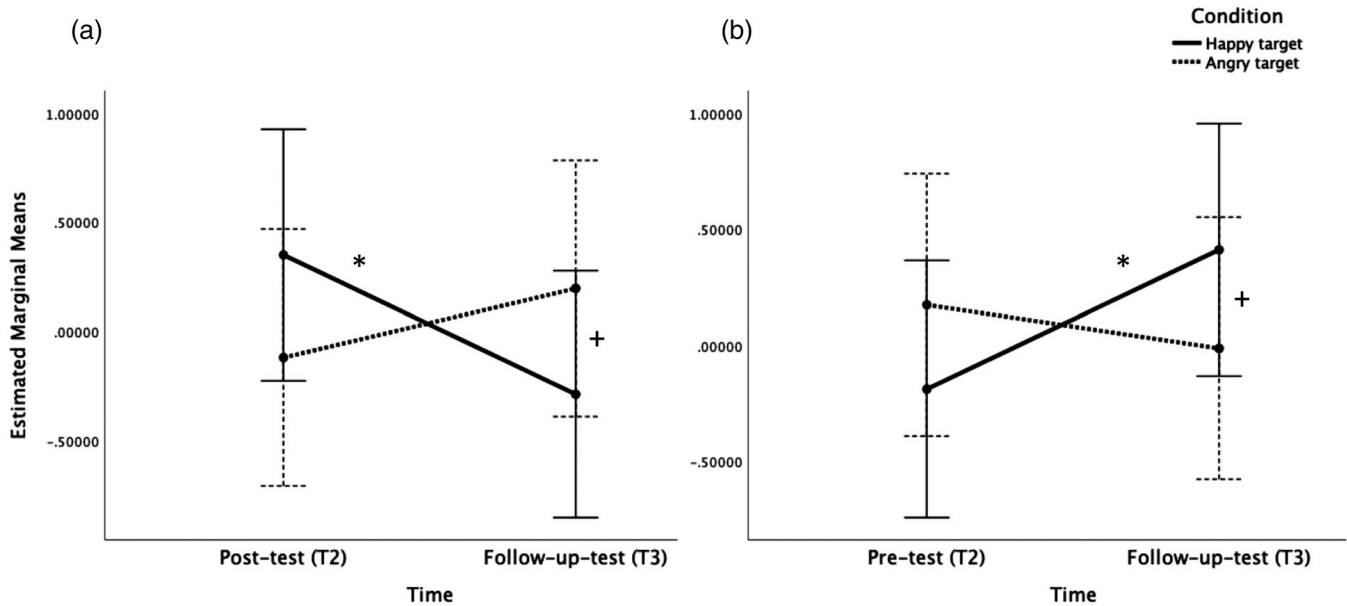 (a)
(b)
Condition
Happy target
Angry target
Estimated Marginal Means
1.00000
.50000
.00000
-.50000
*
+
Post-test (T2)
Follow-up-test (T3)
Time
1.00000
.50000
.00000
-.50000
*
+
Pre-test (T2)
Follow-up-test (T3)
Time